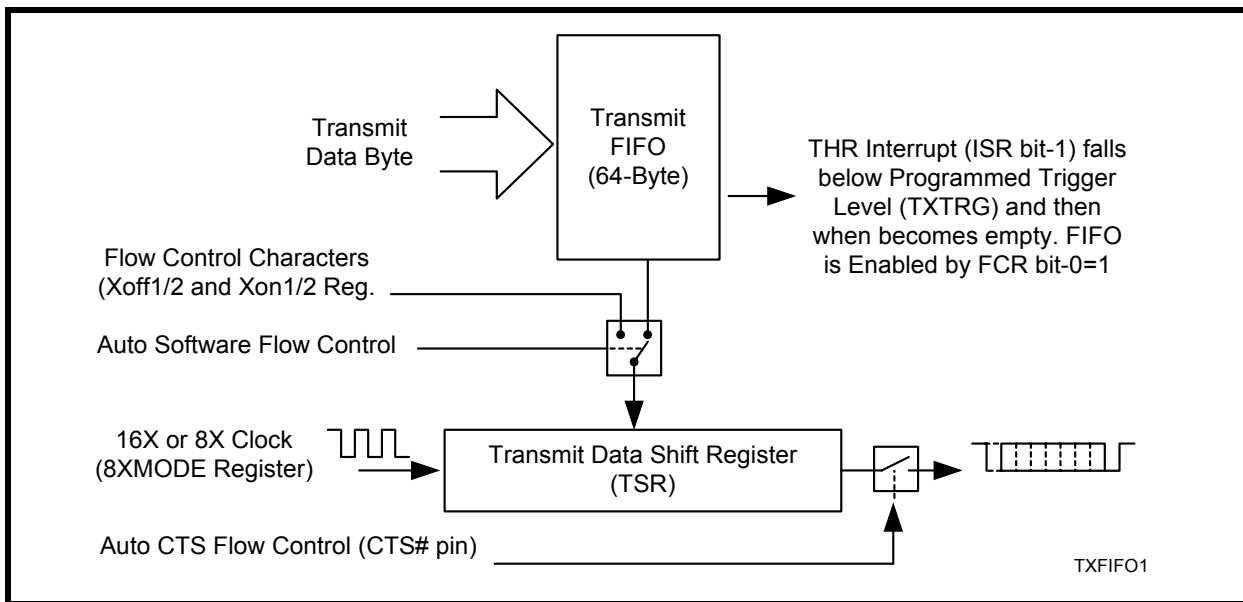 Transmit
Data Byte
Transmit
FIFO
(64-Byte)
THR Interrupt (ISR bit-1) falls
below Programmed Trigger
Level (TXTRG) and then
when becomes empty. FIFO
is Enabled by FCR bit-0=1
Flow Control Characters
(Xoff1/2 and Xon1/2 Reg.
Auto Software Flow Control
16X or 8X Clock
(8XMODE Register)
Transmit Data Shift Register
(TSR)
Auto CTS Flow Control (CTS# pin)
TXFIFO1